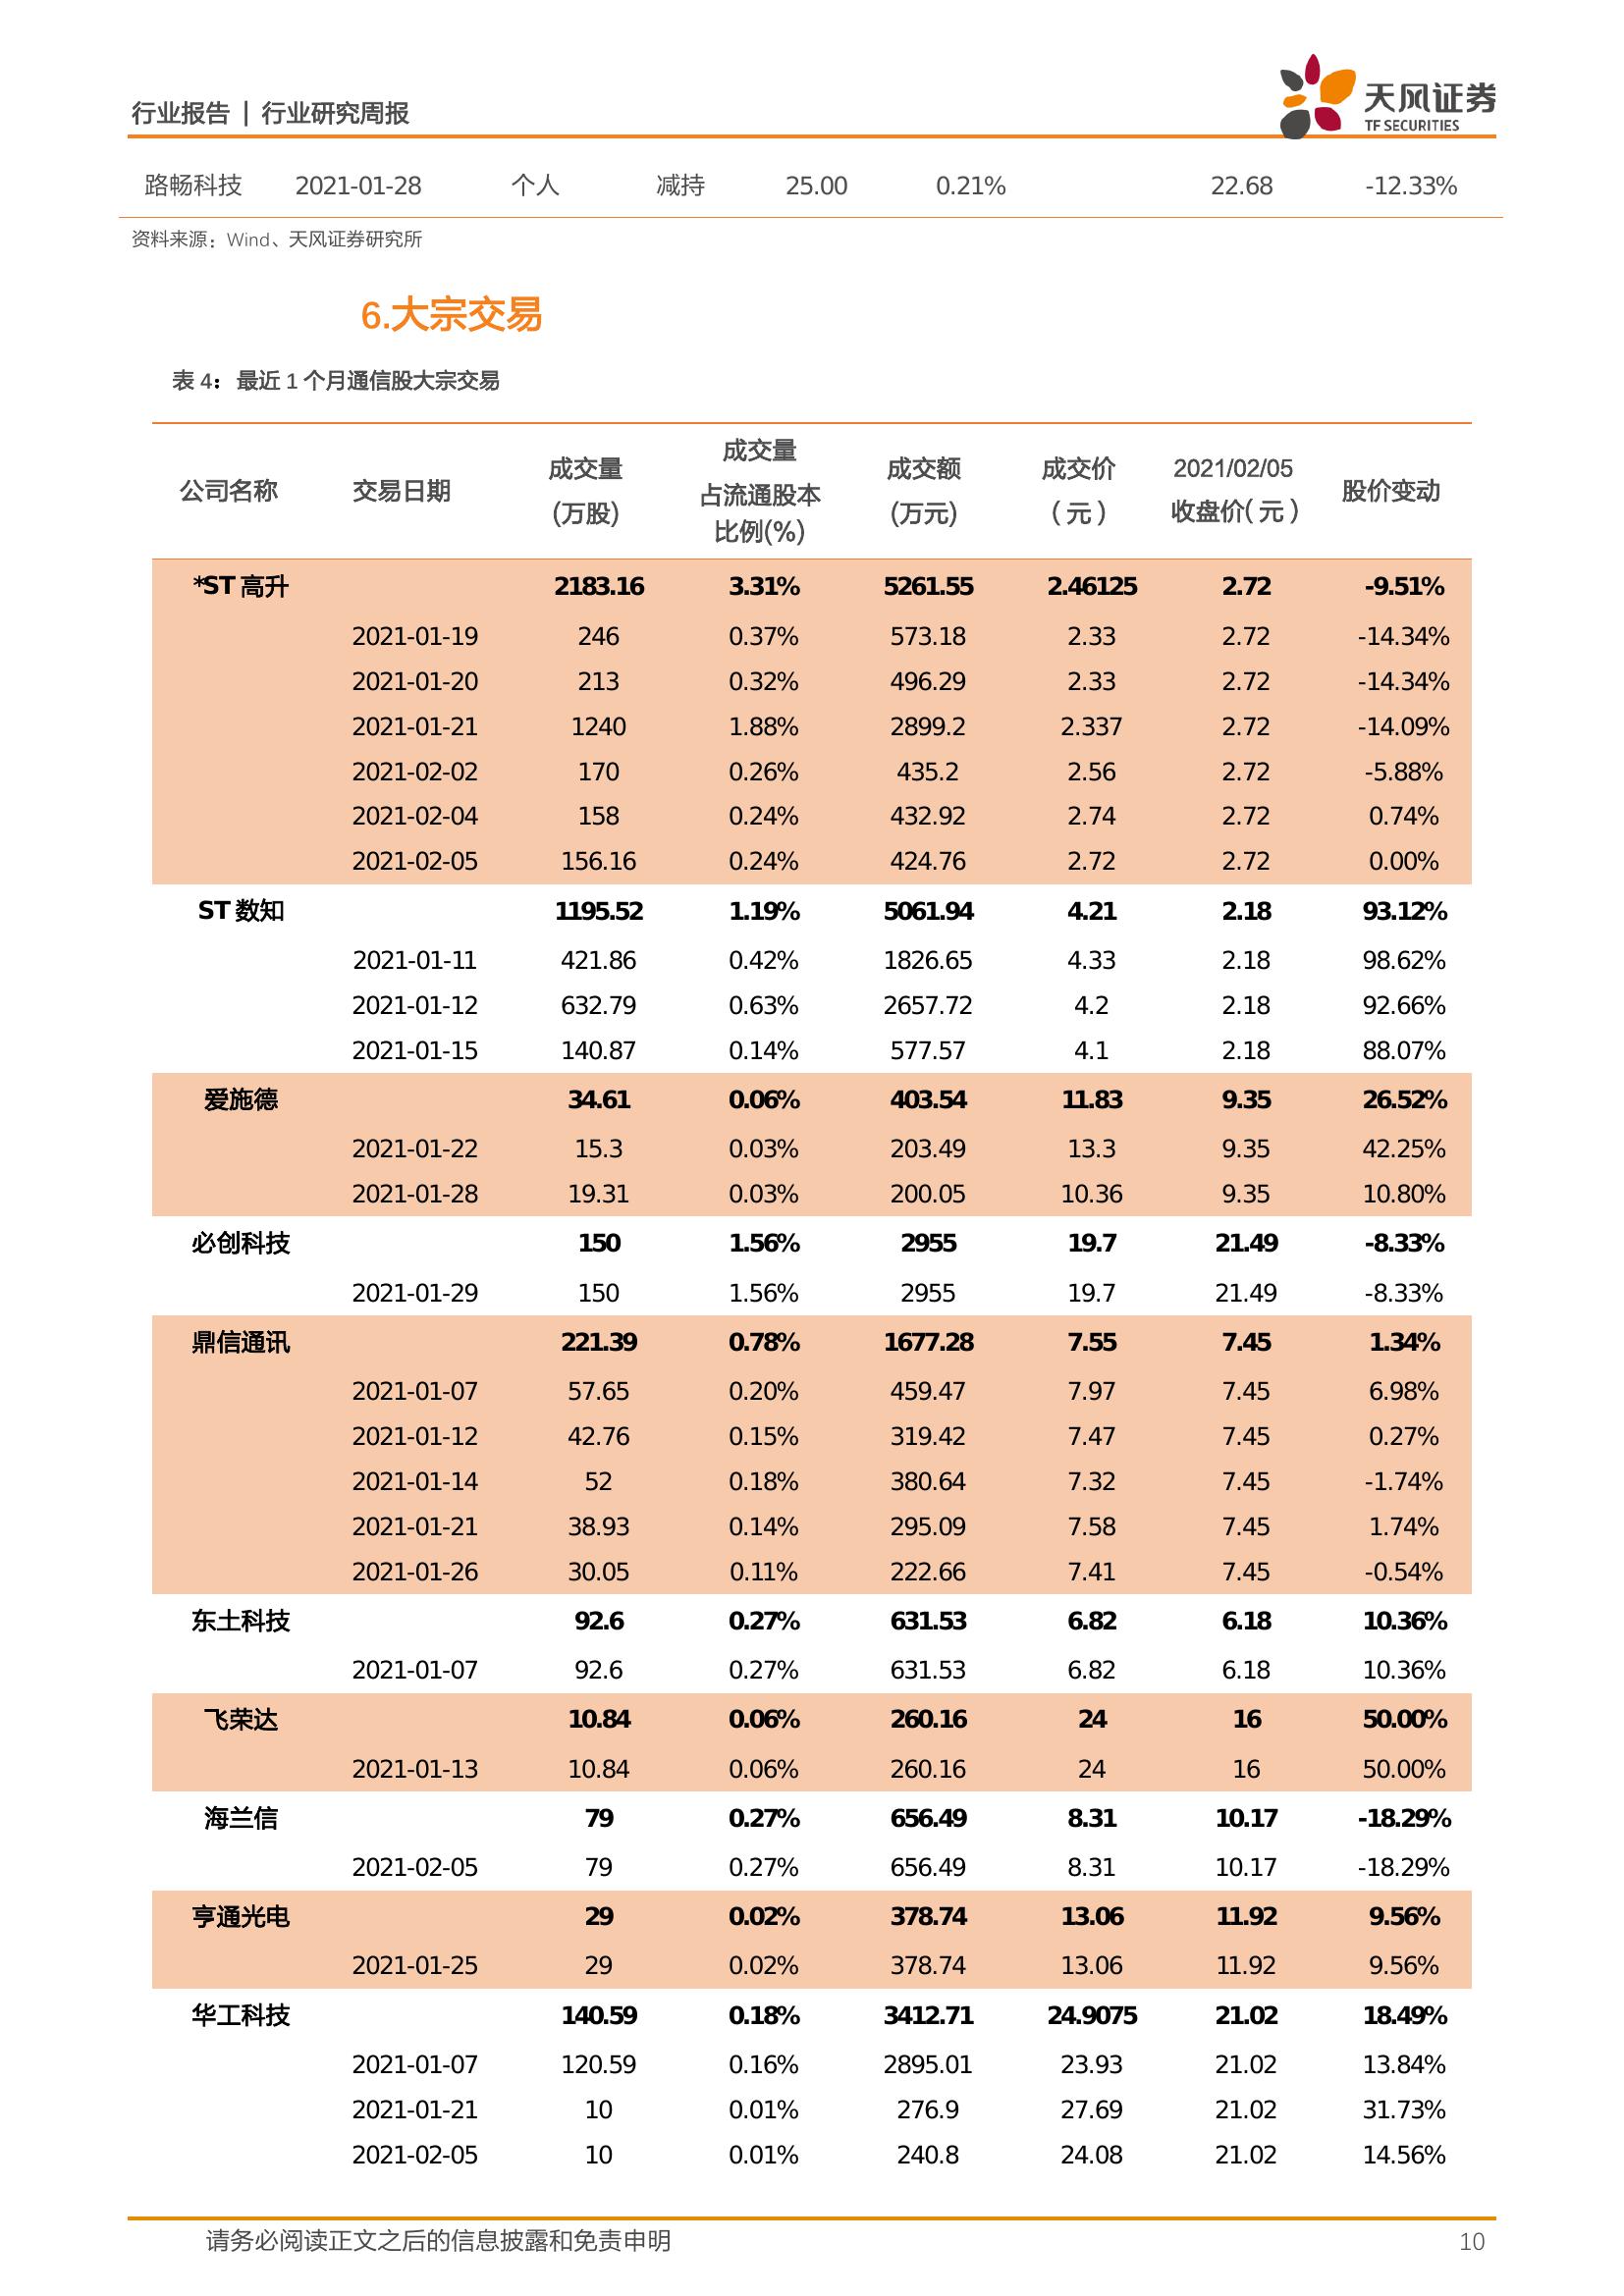 行业报告 | 行业研究周报
天风证券
TF SECURITIES
路畅科技 2021-01-28 个人 减持 25.00 0.21% 22.68 -12.33%
资料来源：Wind、天风证券研究所
6.大宗交易
表 4：最近 1 个月通信股大宗交易
公司名称 交易日期 成交量(万股) 成交量占流通股本比例(%) 成交额(万元) 成交价(元) 2021/02/05收盘价(元) 股价变动
*ST 高升 2183.16 3.31% 5261.55 2.46125 2.72 -9.51%
2021-01-19 246 0.37% 573.18 2.33 2.72 -14.34%
2021-01-20 213 0.32% 496.29 2.33 2.72 -14.34%
2021-01-21 1240 1.88% 2899.2 2.337 2.72 -14.09%
2021-02-02 170 0.26% 435.2 2.56 2.72 -5.88%
2021-02-04 158 0.24% 432.92 2.74 2.72 0.74%
2021-02-05 156.16 0.24% 424.76 2.72 2.72 0.00%
ST 数知 1195.52 1.19% 5061.94 4.21 2.18 93.12%
2021-01-11 421.86 0.42% 1826.65 4.33 2.18 98.62%
2021-01-12 632.79 0.63% 2657.72 4.2 2.18 92.66%
2021-01-15 140.87 0.14% 577.57 4.1 2.18 88.07%
爱施德 34.61 0.06% 403.54 11.83 9.35 26.52%
2021-01-22 15.3 0.03% 203.49 13.3 9.35 42.25%
2021-01-28 19.31 0.03% 200.05 10.36 9.35 10.80%
必创科技 150 1.56% 2955 19.7 21.49 -8.33%
2021-01-29 150 1.56% 2955 19.7 21.49 -8.33%
鼎信通讯 221.39 0.78% 1677.28 7.55 7.45 1.34%
2021-01-07 57.65 0.20% 459.47 7.97 7.45 6.98%
2021-01-12 42.76 0.15% 319.42 7.47 7.45 0.27%
2021-01-14 52 0.18% 380.64 7.32 7.45 -1.74%
2021-01-21 38.93 0.14% 295.09 7.58 7.45 1.74%
2021-01-26 30.05 0.11% 222.66 7.41 7.45 -0.54%
东土科技 92.6 0.27% 631.53 6.82 6.18 10.36%
2021-01-07 92.6 0.27% 631.53 6.82 6.18 10.36%
飞荣达 10.84 0.06% 260.16 24 16 50.00%
2021-01-13 10.84 0.06% 260.16 24 16 50.00%
海兰信 79 0.27% 656.49 8.31 10.17 -18.29%
2021-02-05 79 0.27% 656.49 8.31 10.17 -18.29%
亨通光电 29 0.02% 378.74 13.06 11.92 9.56%
2021-01-25 29 0.02% 378.74 13.06 11.92 9.56%
华工科技 140.59 0.18% 3412.71 24.9075 21.02 18.49%
2021-01-07 120.59 0.16% 2895.01 23.93 21.02 13.84%
2021-01-21 10 0.01% 276.9 27.69 21.02 31.73%
2021-02-05 10 0.01% 240.8 24.08 21.02 14.56%
请务必阅读正文之后的信息披露和免责申明 10